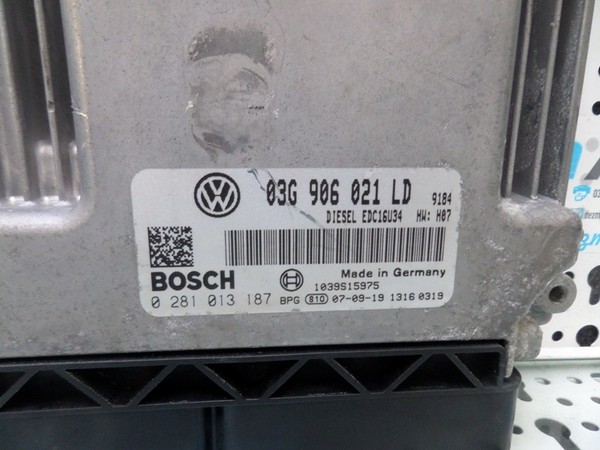 03G 906 021 LD 9184
DIESEL EDC16U34 HW: H07
BOSCH
Made in Germany
1039S15975
0 281 013 187 BPG 810 07-09-19 1316 0319